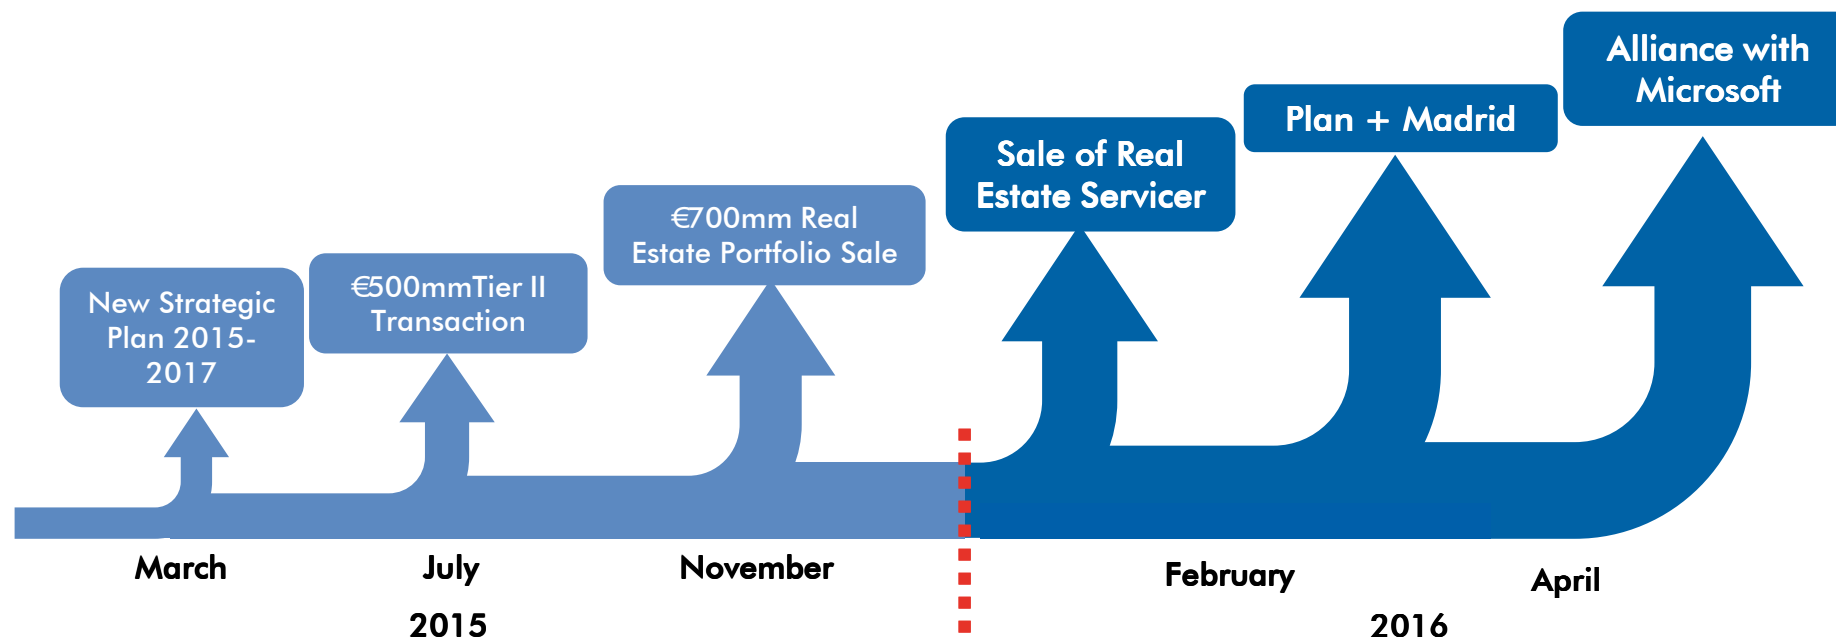 New Strategic
Plan 2015-
2017
€500mmTier II
Transaction
€700mm Real
Estate Portfolio Sale
Sale of Real
Estate Servicer
Plan + Madrid
Alliance with
Microsoft
March
July
November
February
April
2015
2016